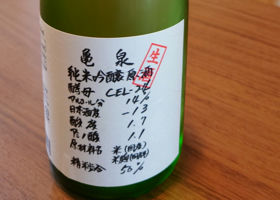 亀泉
生酒
純米吟醸原酒
酵母 CEL-24
アルコール分 14%
日本酒度 -13
酸度 1.7
アミノ酸 1.1
原材料名 米(国産)
米麹(国産米)
精米歩合 50%